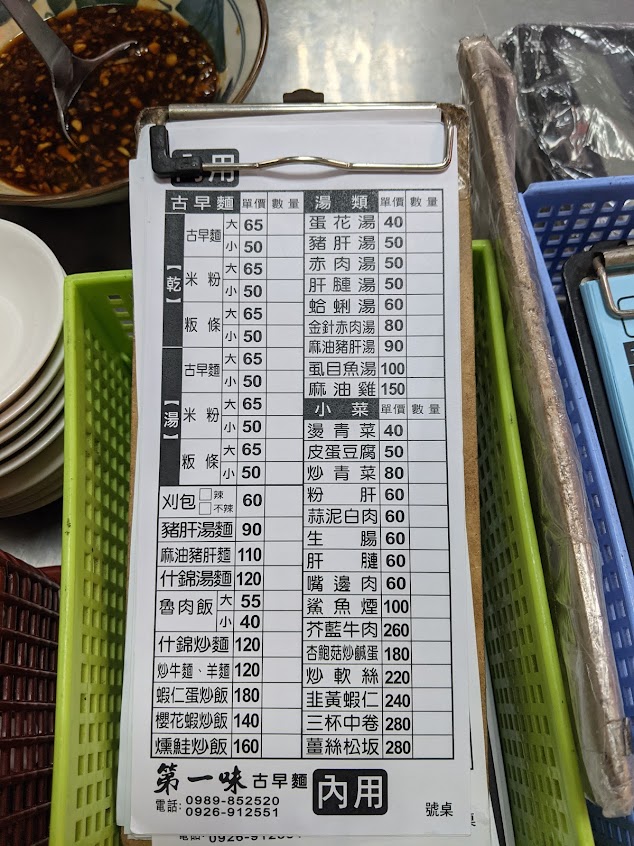 內用
古早麵 單價 數量 湯類 單價 數量
【乾】 古早麵 大 65
小 50
米粉 大 65
小 50
粄條 大 65
小 50
【湯】 古早麵 大 65
小 50
米粉 大 65
小 50
粄條 大 65
小 50
刈包 □辣 □不辣 60
豬肝湯麵 90
麻油豬肝麵 110
什錦湯麵 120
魯肉飯 大 55
小 40
什錦炒麵 120
炒牛麵、羊麵 120
蝦仁蛋炒飯 180
櫻花蝦炒飯 140
燻鮭炒飯 160
蛋花湯 40
豬肝湯 50
赤肉湯 50
肝腱湯 50
蛤蜊湯 60
金針赤肉湯 80
麻油豬肝湯 90
虱目魚湯 100
麻油雞 150
小菜 單價 數量
燙青菜 40
皮蛋豆腐 50
炒青菜 80
粉肝 60
蒜泥白肉 60
生腸 60
肝腱 60
嘴邊肉 60
鯊魚煙 100
芥藍牛肉 260
杏鮑菇炒鹹蛋 180
炒軟絲 220
韭黃蝦仁 240
三杯中卷 280
薑絲松坂 280
第一味 古早麵 內用
電話: 0989-852520
0926-912551
號桌